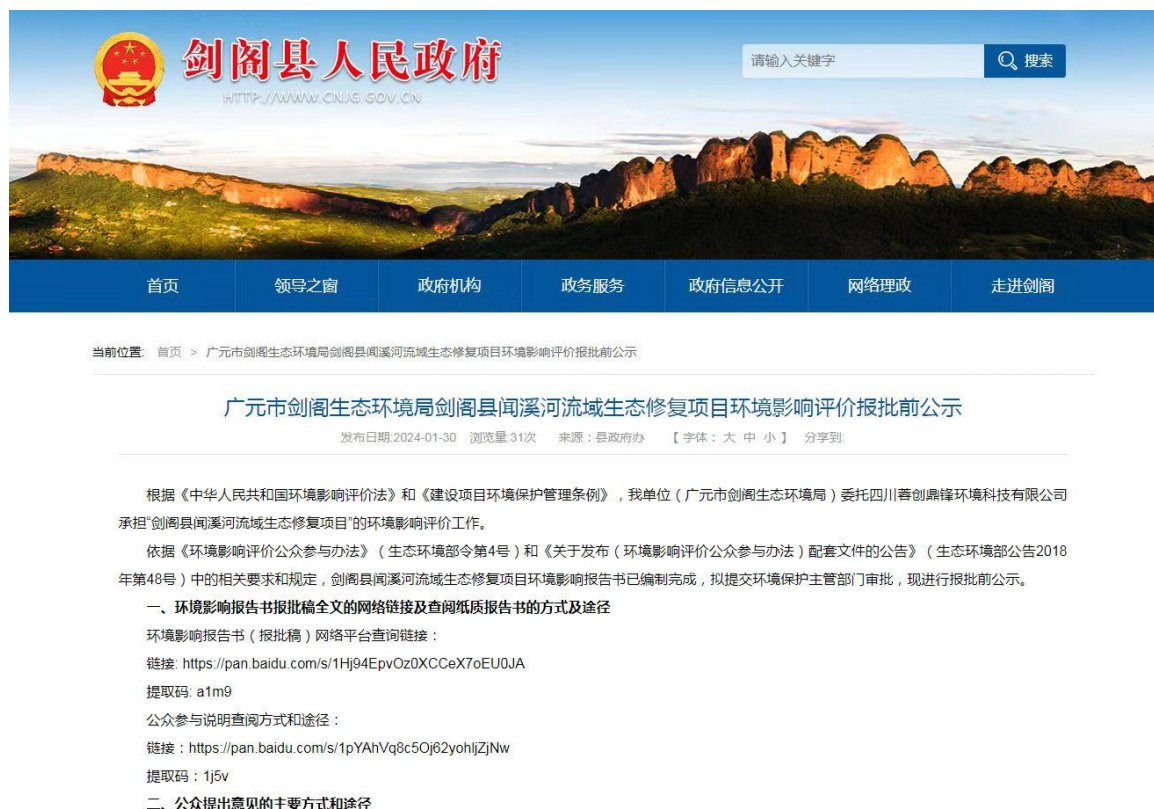 剑阁县人民政府
HTTP://WWW.CNJG.GOV.CN
请输入关键字
搜索
首页 领导之窗 政府机构 政务服务 政府信息公开 网络理政 走进剑阁
当前位置: 首页 > 广元市剑阁生态环境局剑阁县闻溪河流域生态修复项目环境影响评价报批前公示
广元市剑阁生态环境局剑阁县闻溪河流域生态修复项目环境影响评价报批前公示
发布日期:2024-01-30 浏览量:31次 来源：县政府办 【 字体： 大 中 小 】 分享到:
根据《中华人民共和国环境影响评价法》和《建设项目环境保护管理条例》，我单位（广元市剑阁生态环境局）委托四川蓉创鼎锋环境科技有限公司
承担“剑阁县闻溪河流域生态修复项目”的环境影响评价工作。
依据《环境影响评价公众参与办法》（生态环境部令第4号）和《关于发布（环境影响评价公众参与办法）配套文件的公告》（生态环境部公告2018
年第48号）中的相关要求和规定，剑阁县闻溪河流域生态修复项目环境影响报告书已编制完成，拟提交环境保护主管部门审批，现进行报批前公示。
一、环境影响报告书报批稿全文的网络链接及查阅纸质报告书的方式及途径
环境影响报告书（报批稿）网络平台查询链接：
链接: https://pan.baidu.com/s/1Hj94EpvOz0XCCeX7oEU0JA
提取码: a1m9
公众参与说明查阅方式和途径：
链接：https://pan.baidu.com/s/1pYAhVq8c5Oj62yohljZjNw
提取码：1j5v
二、公众提出意见的主要方式和途径